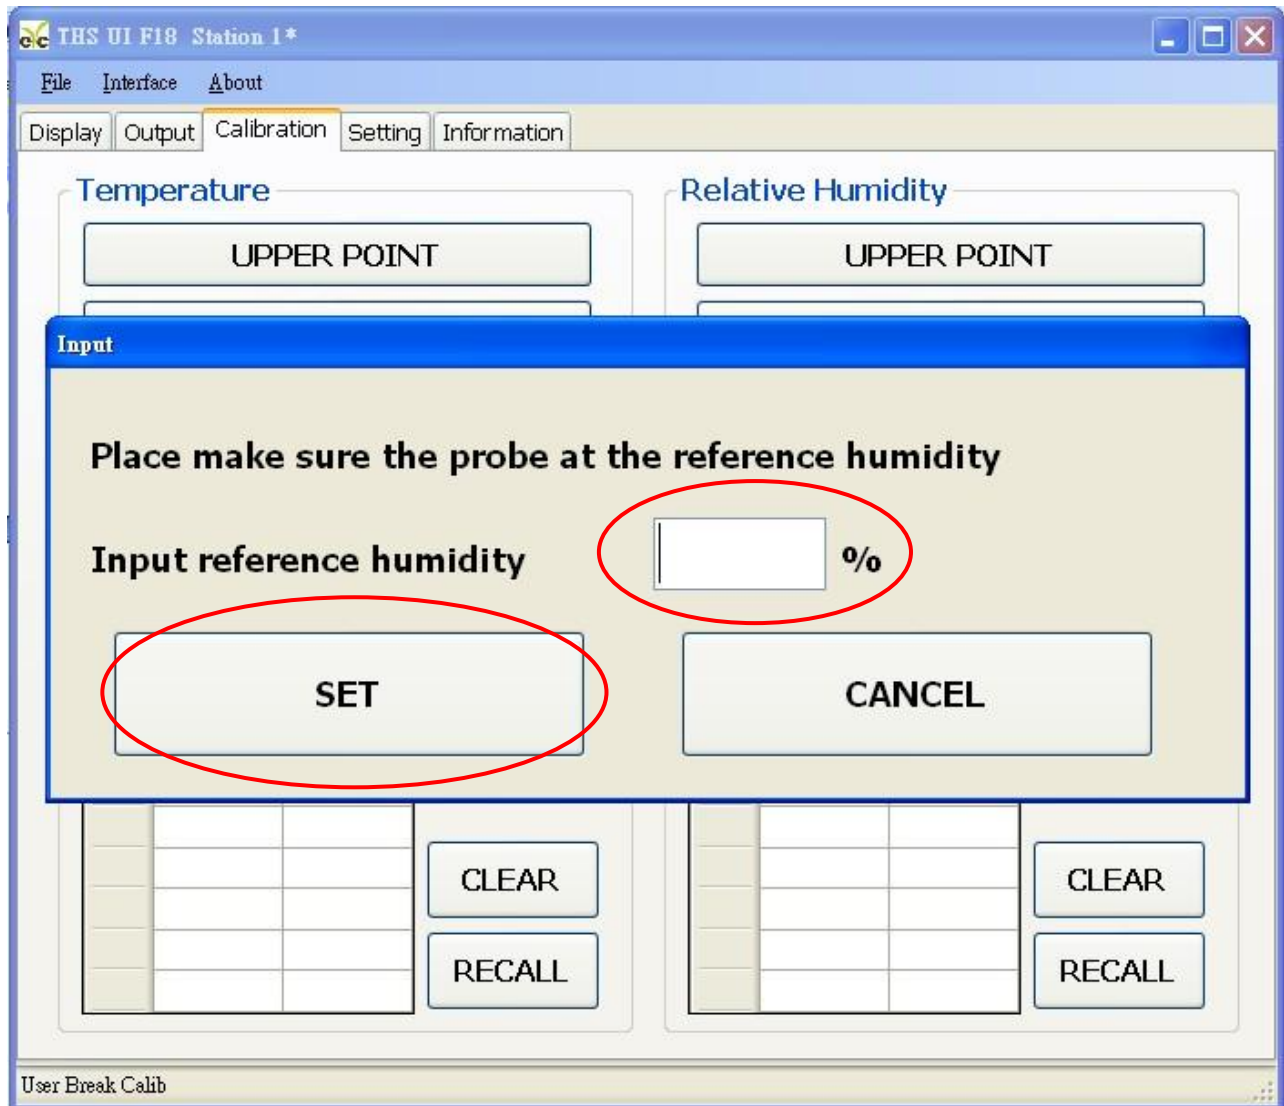 THS UI F18 Station 1*
File Interface About
Display Output Calibration Setting Information
Temperature Relative Humidity
UPPER POINT UPPER POINT
Input
Place make sure the probe at the reference humidity
Input reference humidity %
SET CANCEL
CLEAR CLEAR
RECALL RECALL
User Break Calib